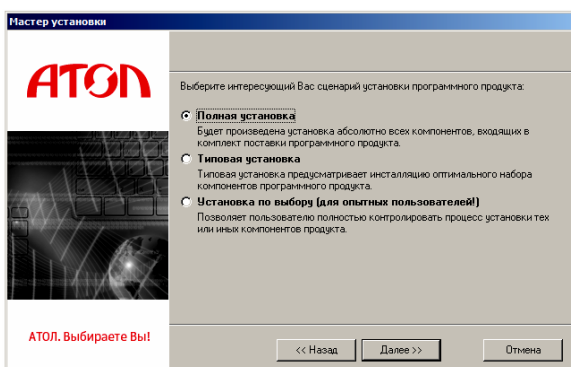 Мастер установки
АТОЛ
Выберите интересующий Вас сценарий установки программного продукта:
Полная установка
Будет произведена установка абсолютно всех компонентов, входящих в
комплект поставки программного продукта.
Типовая установка
Типовая установка предусматривает инсталляцию оптимального набора
компонентов программного продукта.
Установка по выбору (для опытных пользователей!)
Позволяет пользователю полностью контролировать процесс установки тех
или иных компонентов продукта.
АТОЛ. Выбираете Вы!
<< Назад
Далее >>
Отмена